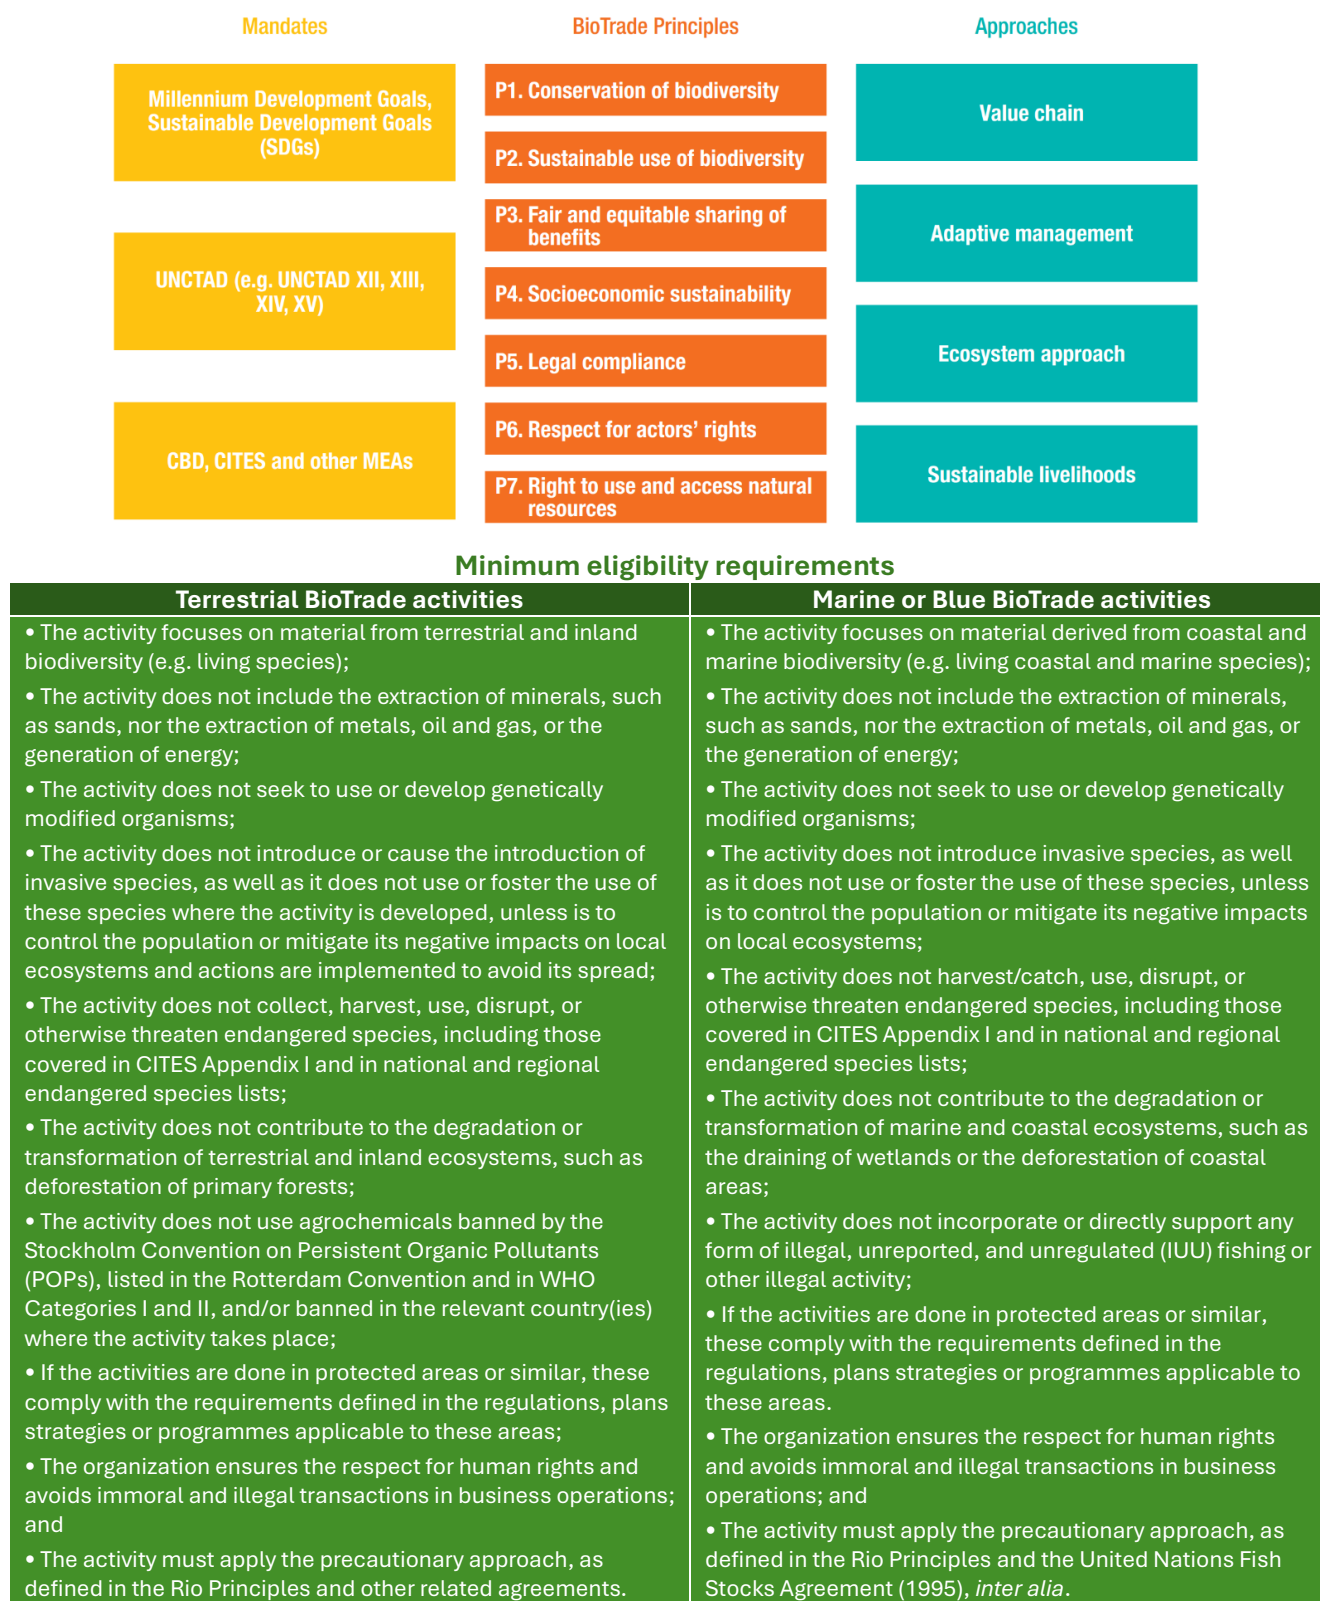 Mandates
Millennium Development Goals,
Sustainable Development Goals
(SDGs)
UNCTAD (e.g. UNCTAD XII, XIII,
XIV, XV)
CBD, CITES and other MEAs
BioTrade Principles
P1. Conservation of biodiversity
P2. Sustainable use of biodiversity
P3. Fair and equitable sharing of
benefits
P4. Socioeconomic sustainability
P5. Legal compliance
P6. Respect for actors’ rights
P7. Right to use and access natural
resources
Approaches
Value chain
Adaptive management
Ecosystem approach
Sustainable livelihoods
Minimum eligibility requirements
Terrestrial BioTrade activities
• The activity focuses on material from terrestrial and inland
biodiversity (e.g. living species);
• The activity does not include the extraction of minerals, such
as sands, nor the extraction of metals, oil and gas, or the
generation of energy;
• The activity does not seek to use or develop genetically
modified organisms;
• The activity does not introduce or cause the introduction of
invasive species, as well as it does not use or foster the use of
these species where the activity is developed, unless is to
control the population or mitigate its negative impacts on local
ecosystems and actions are implemented to avoid its spread;
• The activity does not collect, harvest, use, disrupt, or
otherwise threaten endangered species, including those
covered in CITES Appendix I and in national and regional
endangered species lists;
• The activity does not contribute to the degradation or
transformation of terrestrial and inland ecosystems, such as
deforestation of primary forests;
• The activity does not use agrochemicals banned by the
Stockholm Convention on Persistent Organic Pollutants
(POPs), listed in the Rotterdam Convention and in WHO
Categories I and II, and/or banned in the relevant country(ies)
where the activity takes place;
• If the activities are done in protected areas or similar, these
comply with the requirements defined in the regulations, plans
strategies or programmes applicable to these areas;
• The organization ensures the respect for human rights and
avoids immoral and illegal transactions in business operations;
and
• The activity must apply the precautionary approach, as
defined in the Rio Principles and other related agreements.
Marine or Blue BioTrade activities
• The activity focuses on material derived from coastal and
marine biodiversity (e.g. living coastal and marine species);
• The activity does not include the extraction of minerals,
such as sands, nor the extraction of metals, oil and gas, or
the generation of energy;
• The activity does not seek to use or develop genetically
modified organisms;
• The activity does not introduce invasive species, as well
as it does not use or foster the use of these species, unless
is to control the population or mitigate its negative impacts
on local ecosystems;
• The activity does not harvest/catch, use, disrupt, or
otherwise threaten endangered species, including those
covered in CITES Appendix I and in national and regional
endangered species lists;
• The activity does not contribute to the degradation or
transformation of marine and coastal ecosystems, such as
the draining of wetlands or the deforestation of coastal
areas;
• The activity does not incorporate or directly support any
form of illegal, unreported, and unregulated (IUU) fishing or
other illegal activity;
• If the activities are done in protected areas or similar,
these comply with the requirements defined in the
regulations, plans strategies or programmes applicable to
these areas.
• The organization ensures the respect for human rights
and avoids immoral and illegal transactions in business
operations; and
• The activity must apply the precautionary approach, as
defined in the Rio Principles and the United Nations Fish
Stocks Agreement (1995), inter alia.